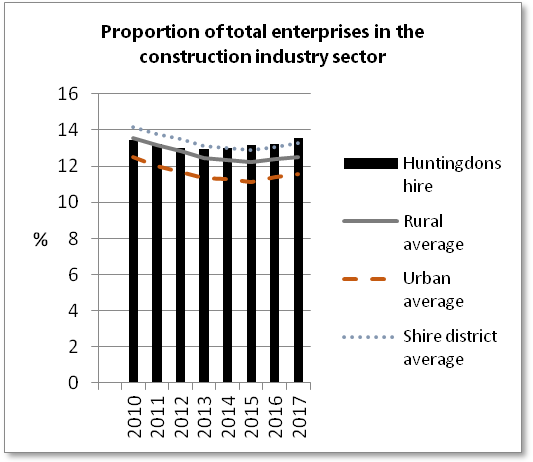 Proportion of total enterprises in the
construction industry sector
16
14
12
10
8
6
4
2
0
%
2010
2011
2012
2013
2014
2015
2016
2017
Huntingdons
hire
Rural
average
Urban
average
Shire district
average